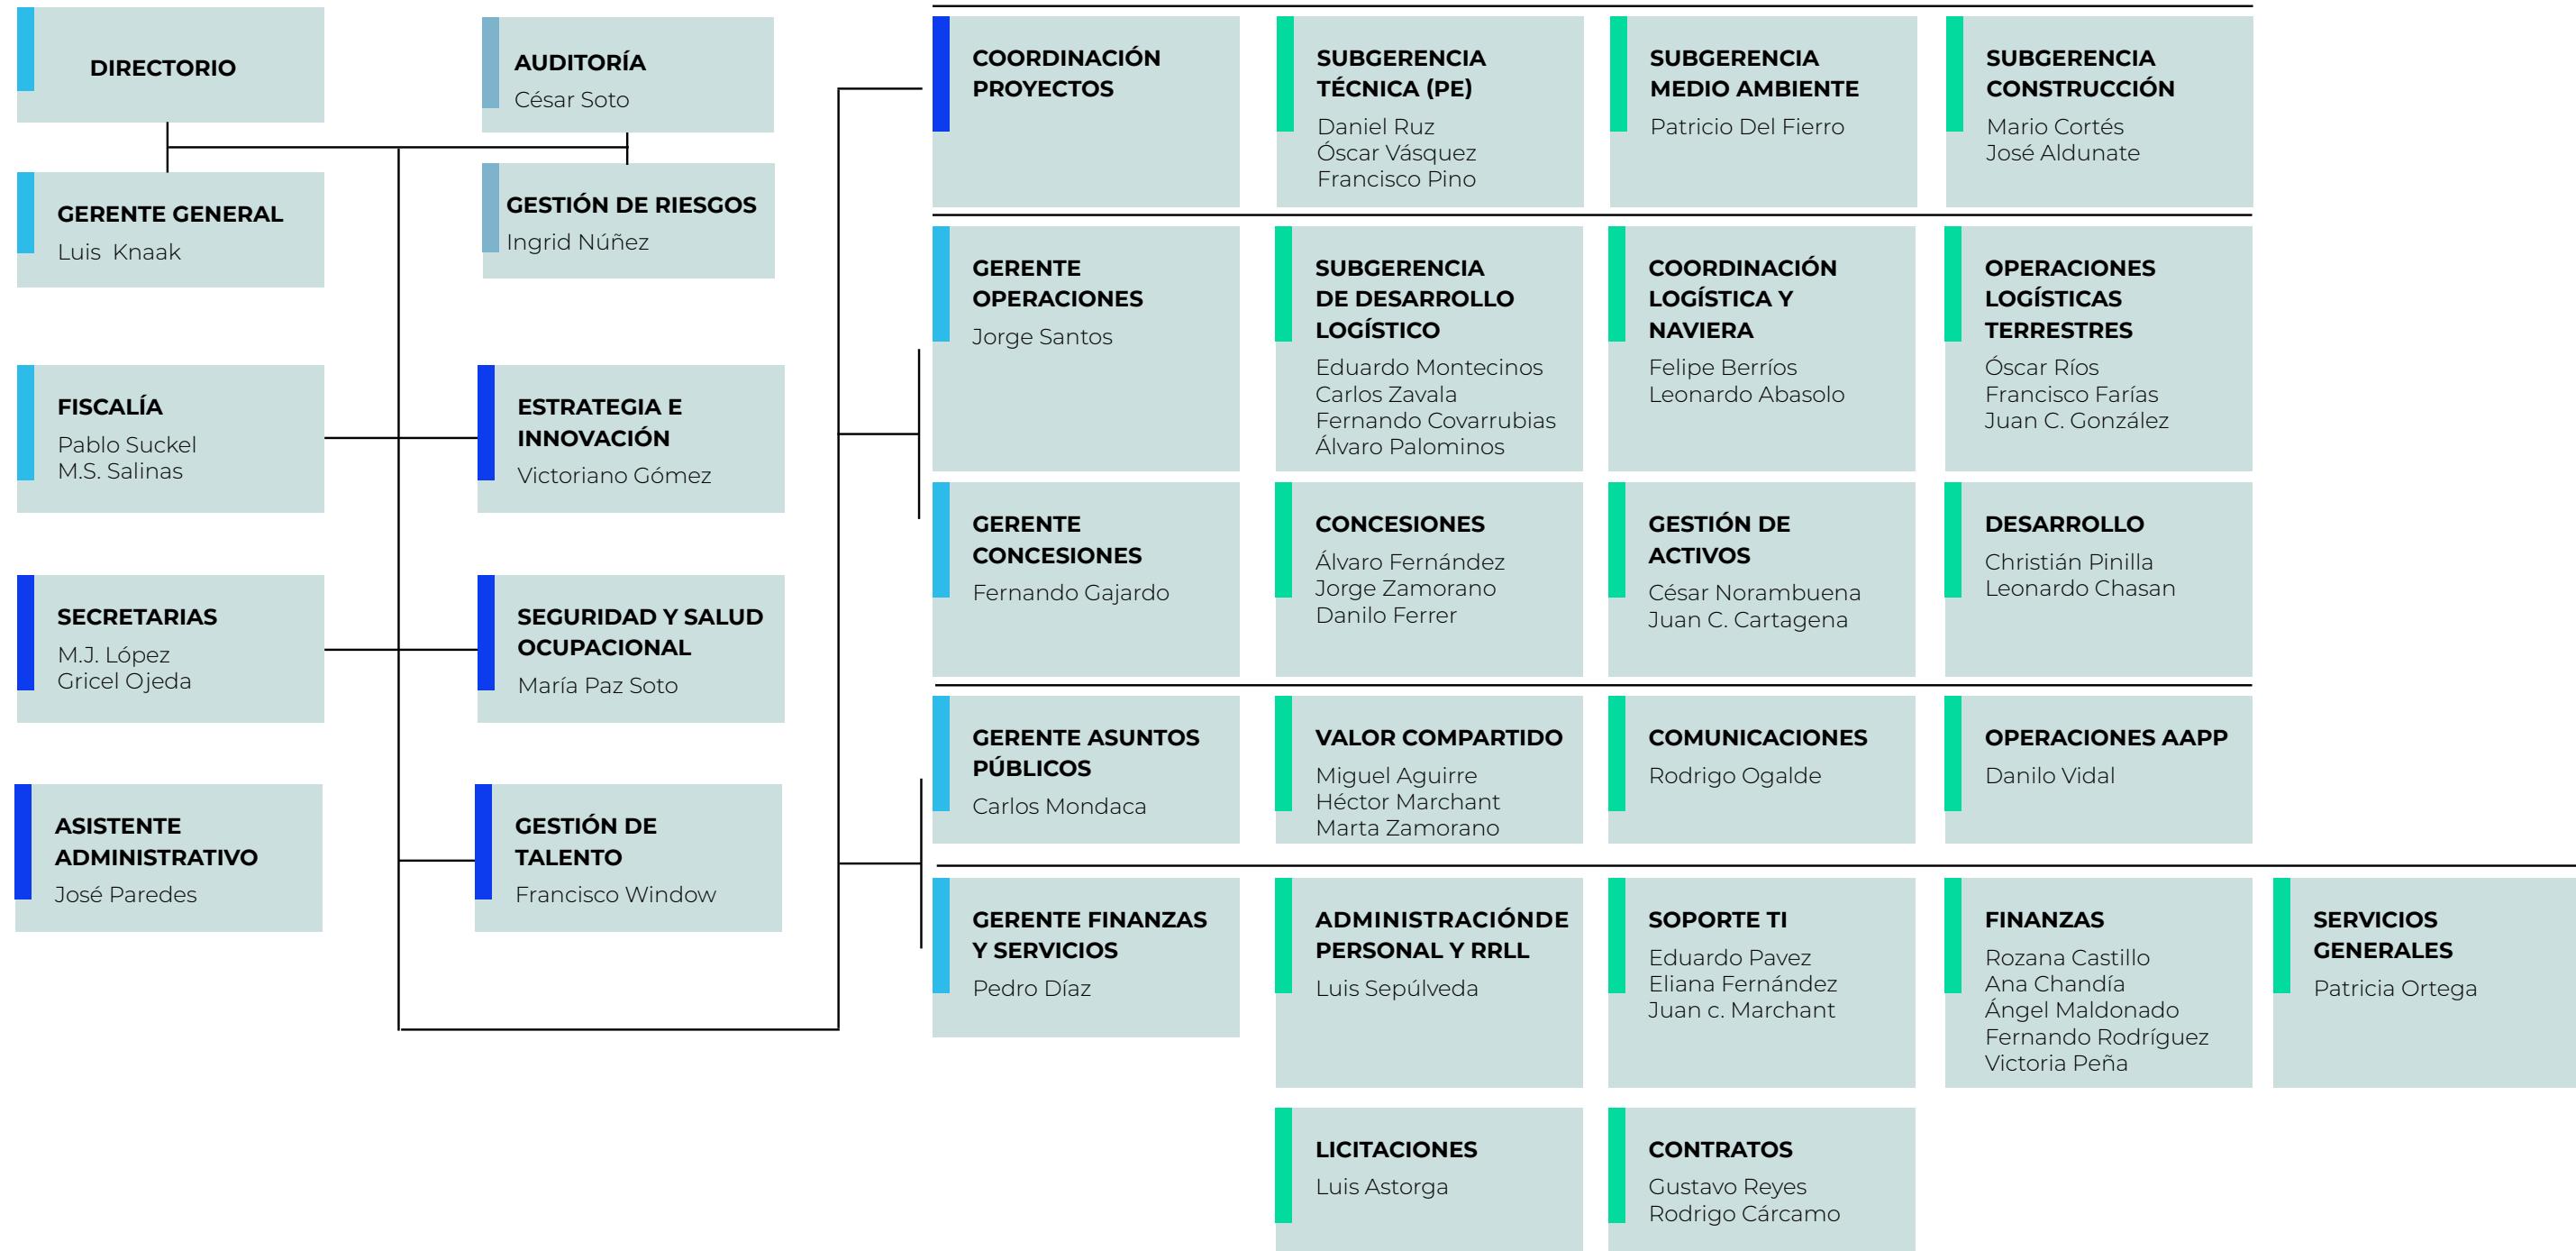 DIRECTORIO
AUDITORÍA
César Soto
GERENTE GENERAL
Luis  Knaak
GESTIÓN DE RIESGOS
Ingrid Núñez
FISCALÍA
Pablo Suckel
M.S. Salinas
ESTRATEGIA E
INNOVACIÓN
Victoriano Gómez
SECRETARIAS
M.J. López
Gricel Ojeda
SEGURIDAD Y SALUD
OCUPACIONAL
María Paz Soto
ASISTENTE
ADMINISTRATIVO
José Paredes
GESTIÓN DE
TALENTO
Francisco Window
COORDINACIÓN
PROYECTOS
SUBGERENCIA
TÉCNICA (PE)
Daniel Ruz
Óscar Vásquez
Francisco Pino
SUBGERENCIA
MEDIO AMBIENTE
Patricio Del Fierro
SUBGERENCIA
CONSTRUCCIÓN
Mario Cortés
José Aldunate
GERENTE
OPERACIONES
Jorge Santos
SUBGERENCIA
DE DESARROLLO
LOGÍSTICO
Eduardo Montecinos
Carlos Zavala
Fernando Covarrubias
Álvaro Palominos
COORDINACIÓN
LOGÍSTICA Y
NAVIERA
Felipe Berríos
Leonardo Abasolo
OPERACIONES
LOGÍSTICAS
TERRESTRES
Óscar Ríos
Francisco Farías
Juan C. González
GERENTE
CONCESIONES
Fernando Gajardo
CONCESIONES
Álvaro Fernández
Jorge Zamorano
Danilo Ferrer
GESTIÓN DE
ACTIVOS
César Norambuena
Juan C. Cartagena
DESARROLLO
Christián Pinilla
Leonardo Chasan
GERENTE ASUNTOS
PÚBLICOS
Carlos Mondaca
VALOR COMPARTIDO
Miguel Aguirre
Héctor Marchant
Marta Zamorano
COMUNICACIONES
Rodrigo Ogalde
OPERACIONES AAPP
Danilo Vidal
GERENTE FINANZAS
Y SERVICIOS
Pedro Díaz
ADMINISTRACIÓNDE
PERSONAL Y RRLL
Luis Sepúlveda
SOPORTE TI
Eduardo Pavez
Eliana Fernández
Juan c. Marchant
FINANZAS
Rozana Castillo
Ana Chandía
Ángel Maldonado
Fernando Rodríguez
Victoria Peña
SERVICIOS
GENERALES
Patricia Ortega
LICITACIONES
Luis Astorga
CONTRATOS
Gustavo Reyes
Rodrigo Cárcamo